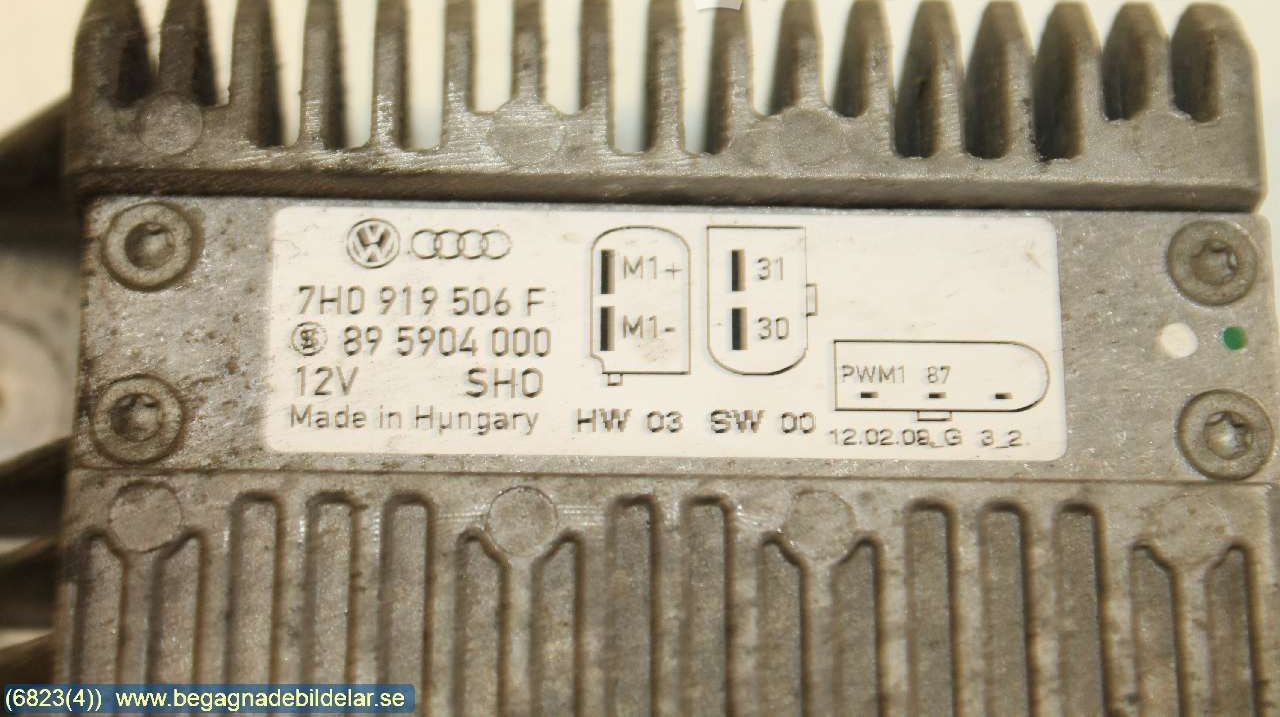 7H0 919 506 F
89 5904 000
12V SHO
Made in Hungary
HW 03 SW 00
M1+
M1-
31
30
PWM1 87
12.02.08_G 3_2
(6823(4)) www.begagnadebildelar.se